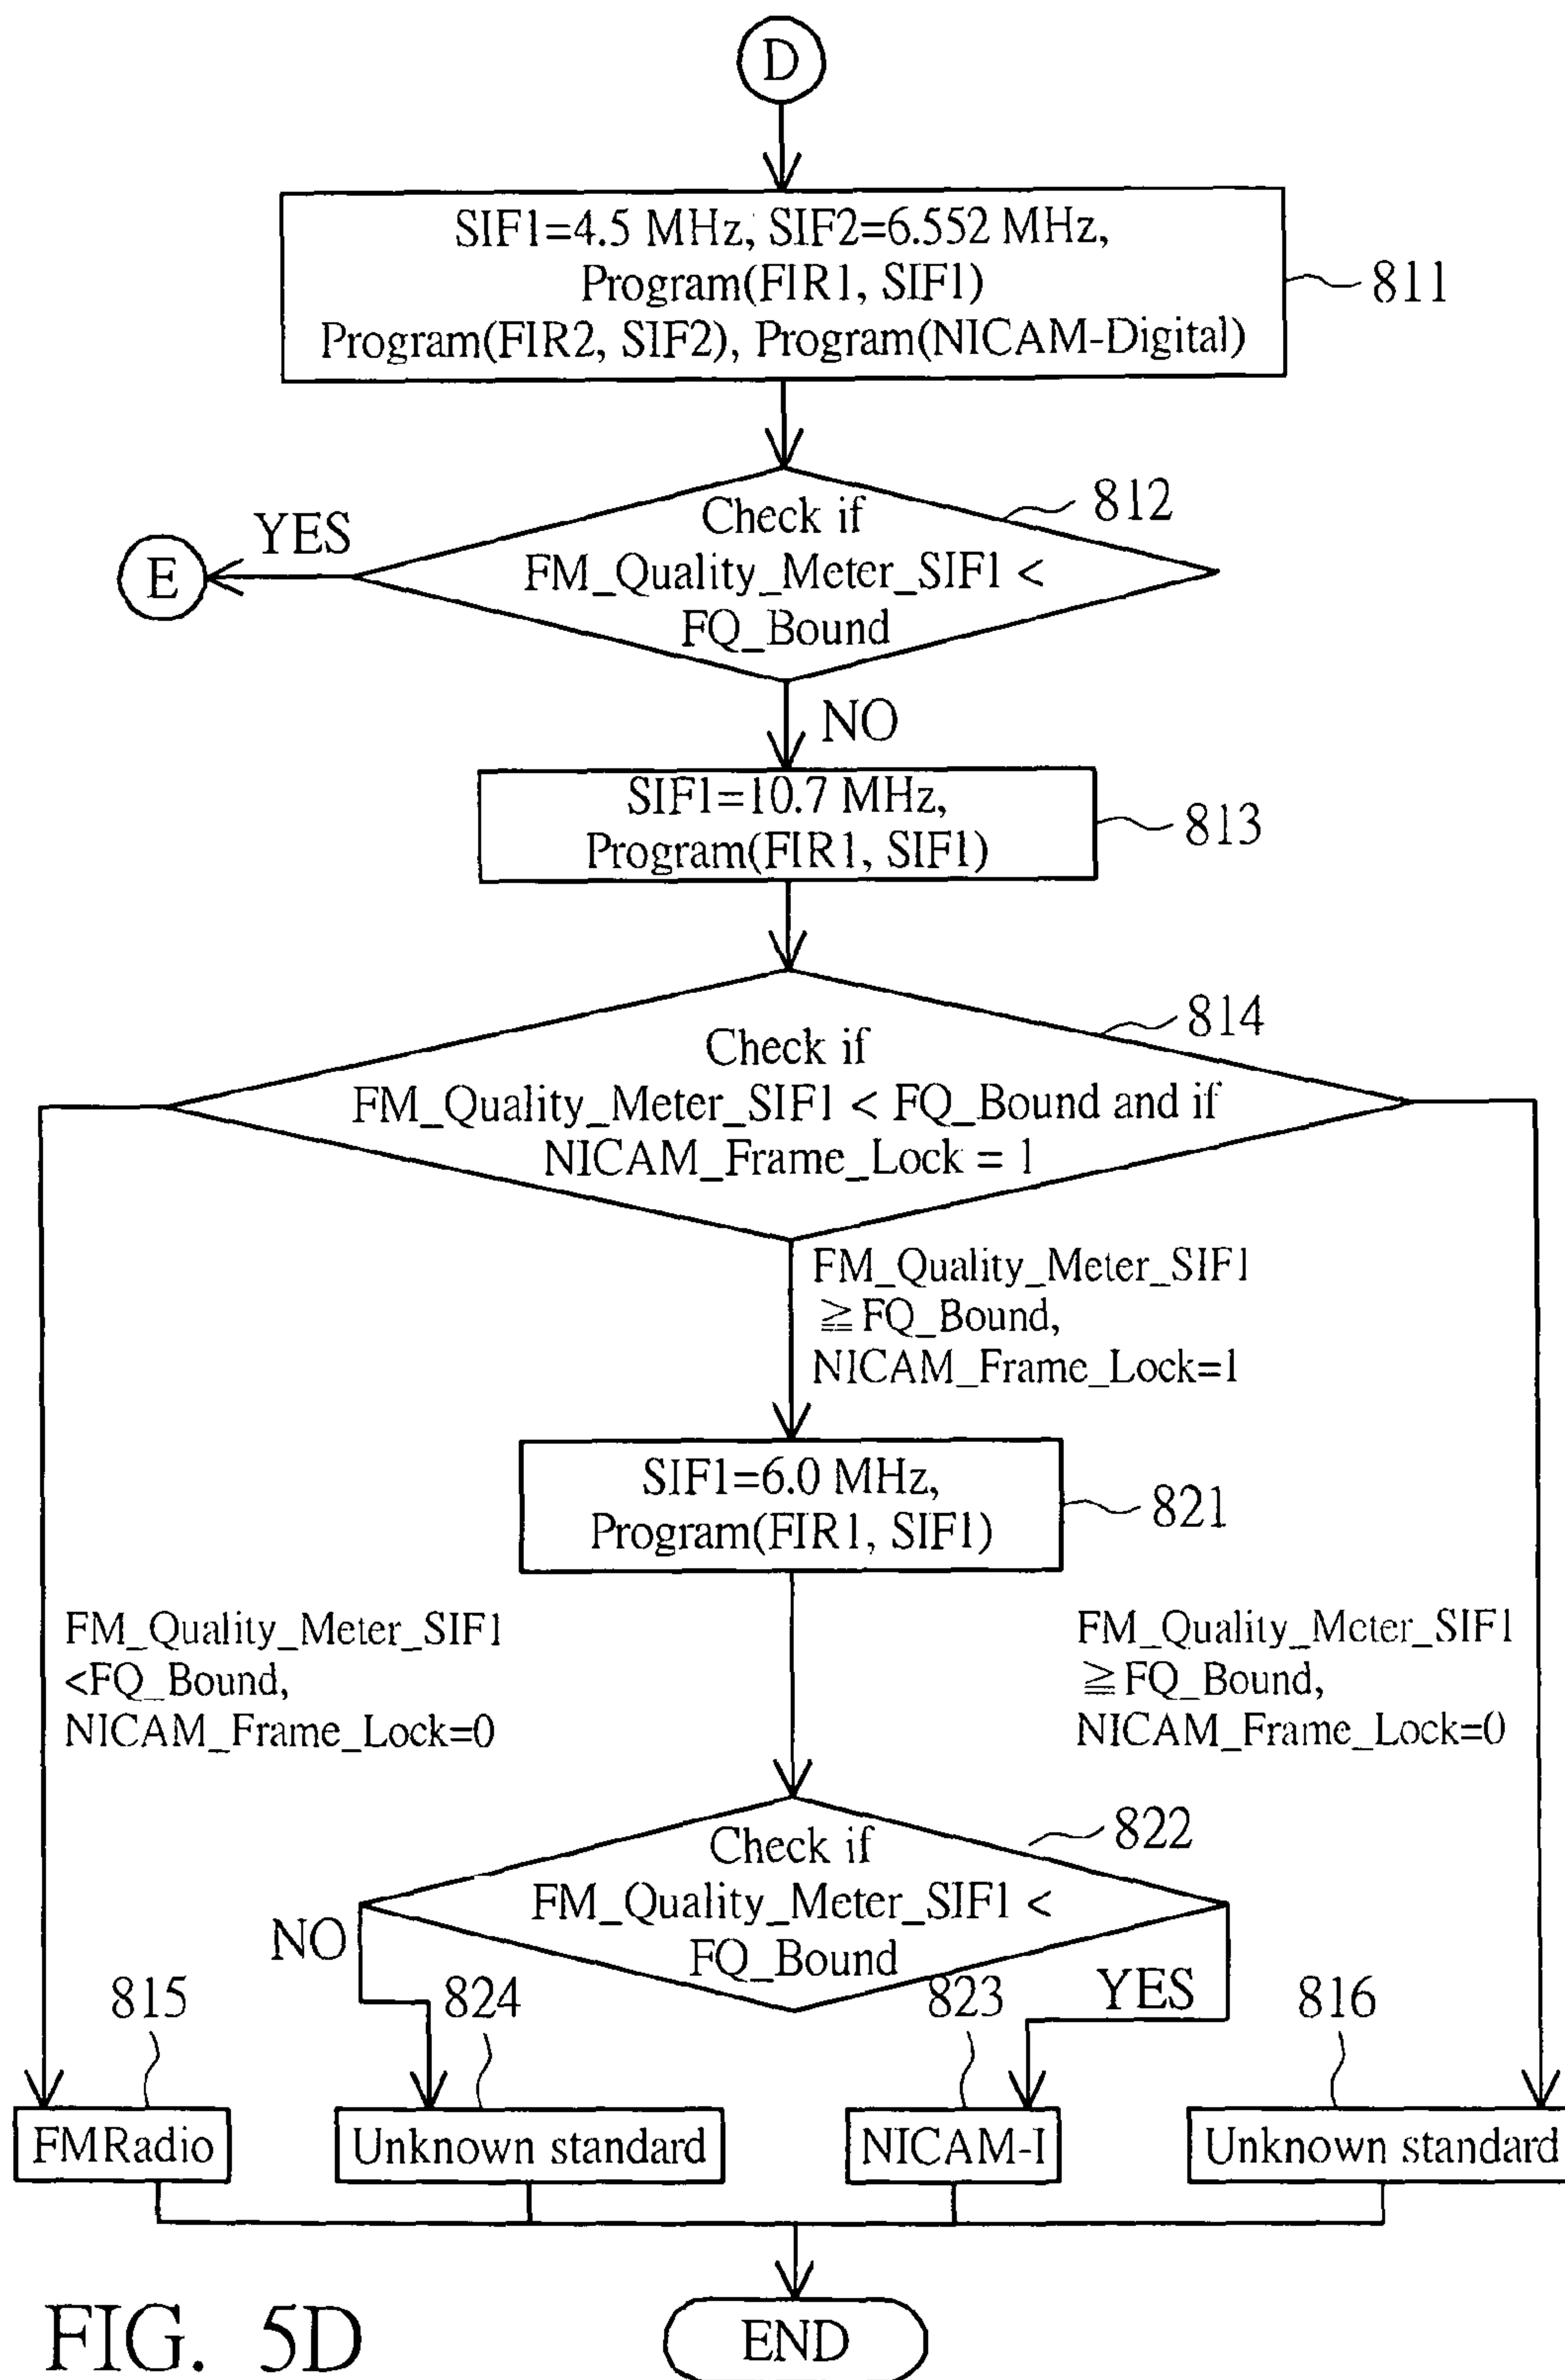 D
SIF1=4.5 MHz, SIF2=6.552 MHz,
Program(FIR1, SIF1)
Program(FIR2, SIF2), Program(NICAM-Digital)
811
Check if
FM_Quality_Meter_SIF1 <
FQ_Bound
812
YES
E
NO
SIF1=10.7 MHz,
Program(FIR1, SIF1)
813
Check if
FM_Quality_Meter_SIF1 < FQ_Bound and if
NICAM_Frame_Lock = 1
814
FM_Quality_Meter_SIF1
≧FQ_Bound,
NICAM_Frame_Lock=1
SIF1=6.0 MHz,
Program(FIR1, SIF1)
821
FM_Quality_Meter_SIF1
<FQ_Bound,
NICAM_Frame_Lock=0
FM_Quality_Meter_SIF1
≧FQ_Bound,
NICAM_Frame_Lock=0
Check if
FM_Quality_Meter_SIF1 <
FQ_Bound
822
NO
YES
815
824
823
816
FMRadio
Unknown standard
NICAM-I
Unknown standard
END
FIG. 5D